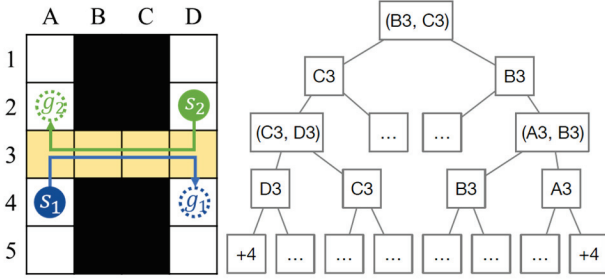 A B C D
1
2 g2 s2
3
4 s1 g1
5
(B3, C3)
C3 B3
(C3, D3) ... ... (A3, B3)
D3 C3 B3 A3
+4 ... ... ... ... ... ... +4